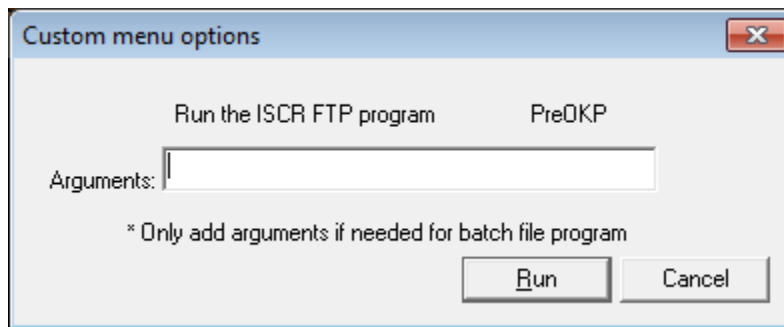 Custom menu options
Run the ISCR FTP program PreOKP
Arguments:
* Only add arguments if needed for batch file program
Run Cancel